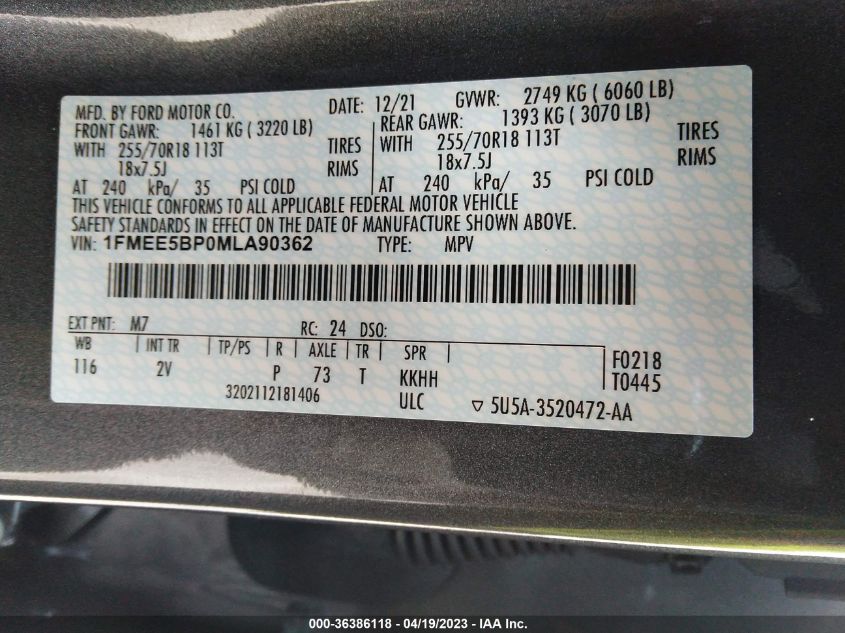 MFD. BY FORD MOTOR CO. DATE: 12/21 GVWR: 2749 KG ( 6060 LB)
FRONT GAWR: 1461 KG ( 3220 LB) REAR GAWR: 1393 KG ( 3070 LB)
WITH 255/70R18 113T TIRES WITH 255/70R18 113T TIRES
18x7.5J RIMS 18x7.5J RIMS
AT 240 kPa/ 35 PSI COLD AT 240 kPa/ 35 PSI COLD
THIS VEHICLE CONFORMS TO ALL APPLICABLE FEDERAL MOTOR VEHICLE
SAFETY STANDARDS IN EFFECT ON THE DATE OF MANUFACTURE SHOWN ABOVE.
VIN: 1FMEE5BP0MLA90362 TYPE: MPV
EXT PNT: M7 RC: 24 DSO:
WB INT TR TP/PS R AXLE TR SPR F0218
116 2V P 73 T KKHH T0445
3202112181406 ULC 5U5A-3520472-AA
000-36386118 - 04/19/2023 - IAA Inc.